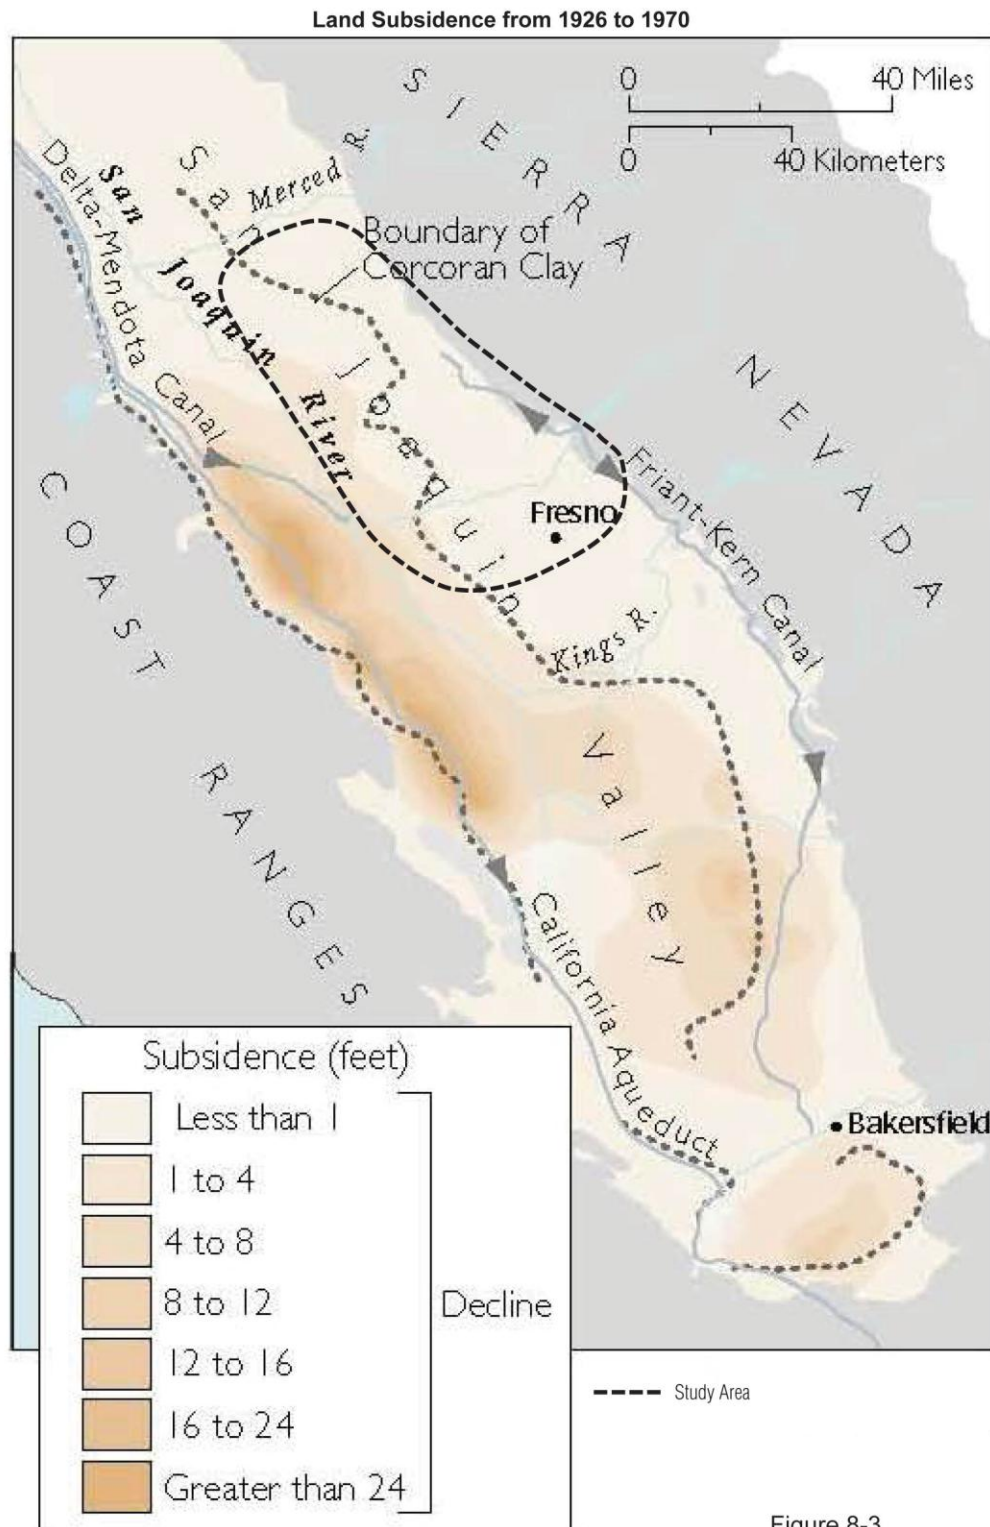 Land Subsidence from 1926 to 1970
0 40 Miles
0 40 Kilometers
SIERRA
NEVADA
Merced R.
San Joaquin Valley
San Joaquin River
Delta-Mendota Canal
Boundary of
Corcoran Clay
Friant-Kern Canal
Fresno
Kings R.
COAST
RANGES
California Aqueduct
Bakersfield
Subsidence (feet)
Less than 1
1 to 4
4 to 8
8 to 12
12 to 16
16 to 24
Greater than 24
Decline
Study Area
Figure 8-3